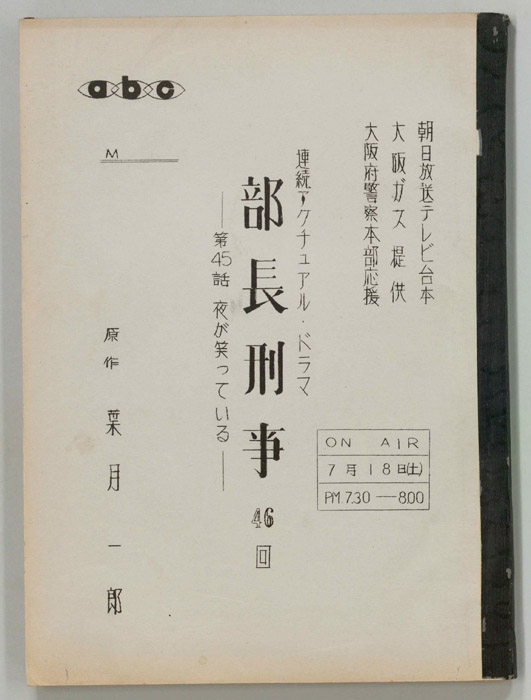 朝日放送テレビ台本
大阪ガス提供
大阪府警察本部応援
連続アクチュアル・ドラマ
部長刑事 46回
――第45話 夜が笑っている――
原作 葉月一郎
abc
M
ON AIR
7月18日(土)
PM.7.30―8.00